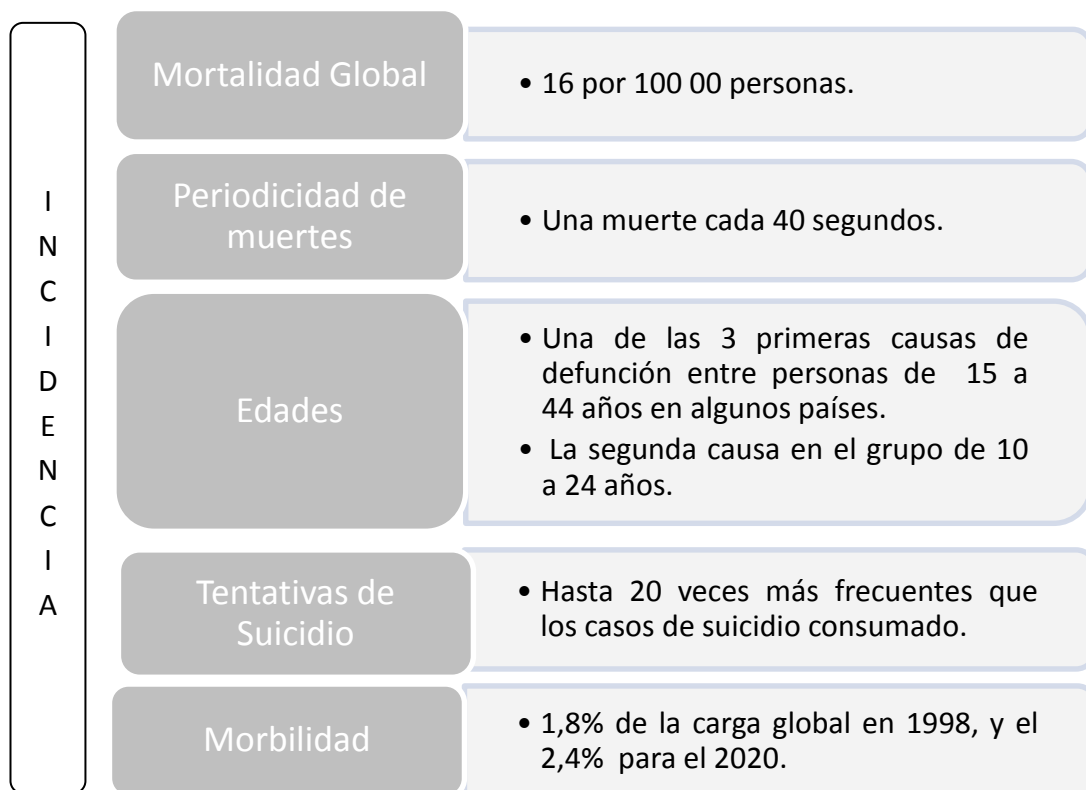 INCIDENCIA
Mortalidad Global
• 16 por 100 00 personas.
Periodicidad de
muertes
• Una muerte cada 40 segundos.
Edades
• Una de las 3 primeras causas de
defunción entre personas de 15 a
44 años en algunos países.
• La segunda causa en el grupo de 10
a 24 años.
Tentativas de
Suicidio
• Hasta 20 veces más frecuentes que
los casos de suicidio consumado.
Morbilidad
• 1,8% de la carga global en 1998, y el
2,4% para el 2020.